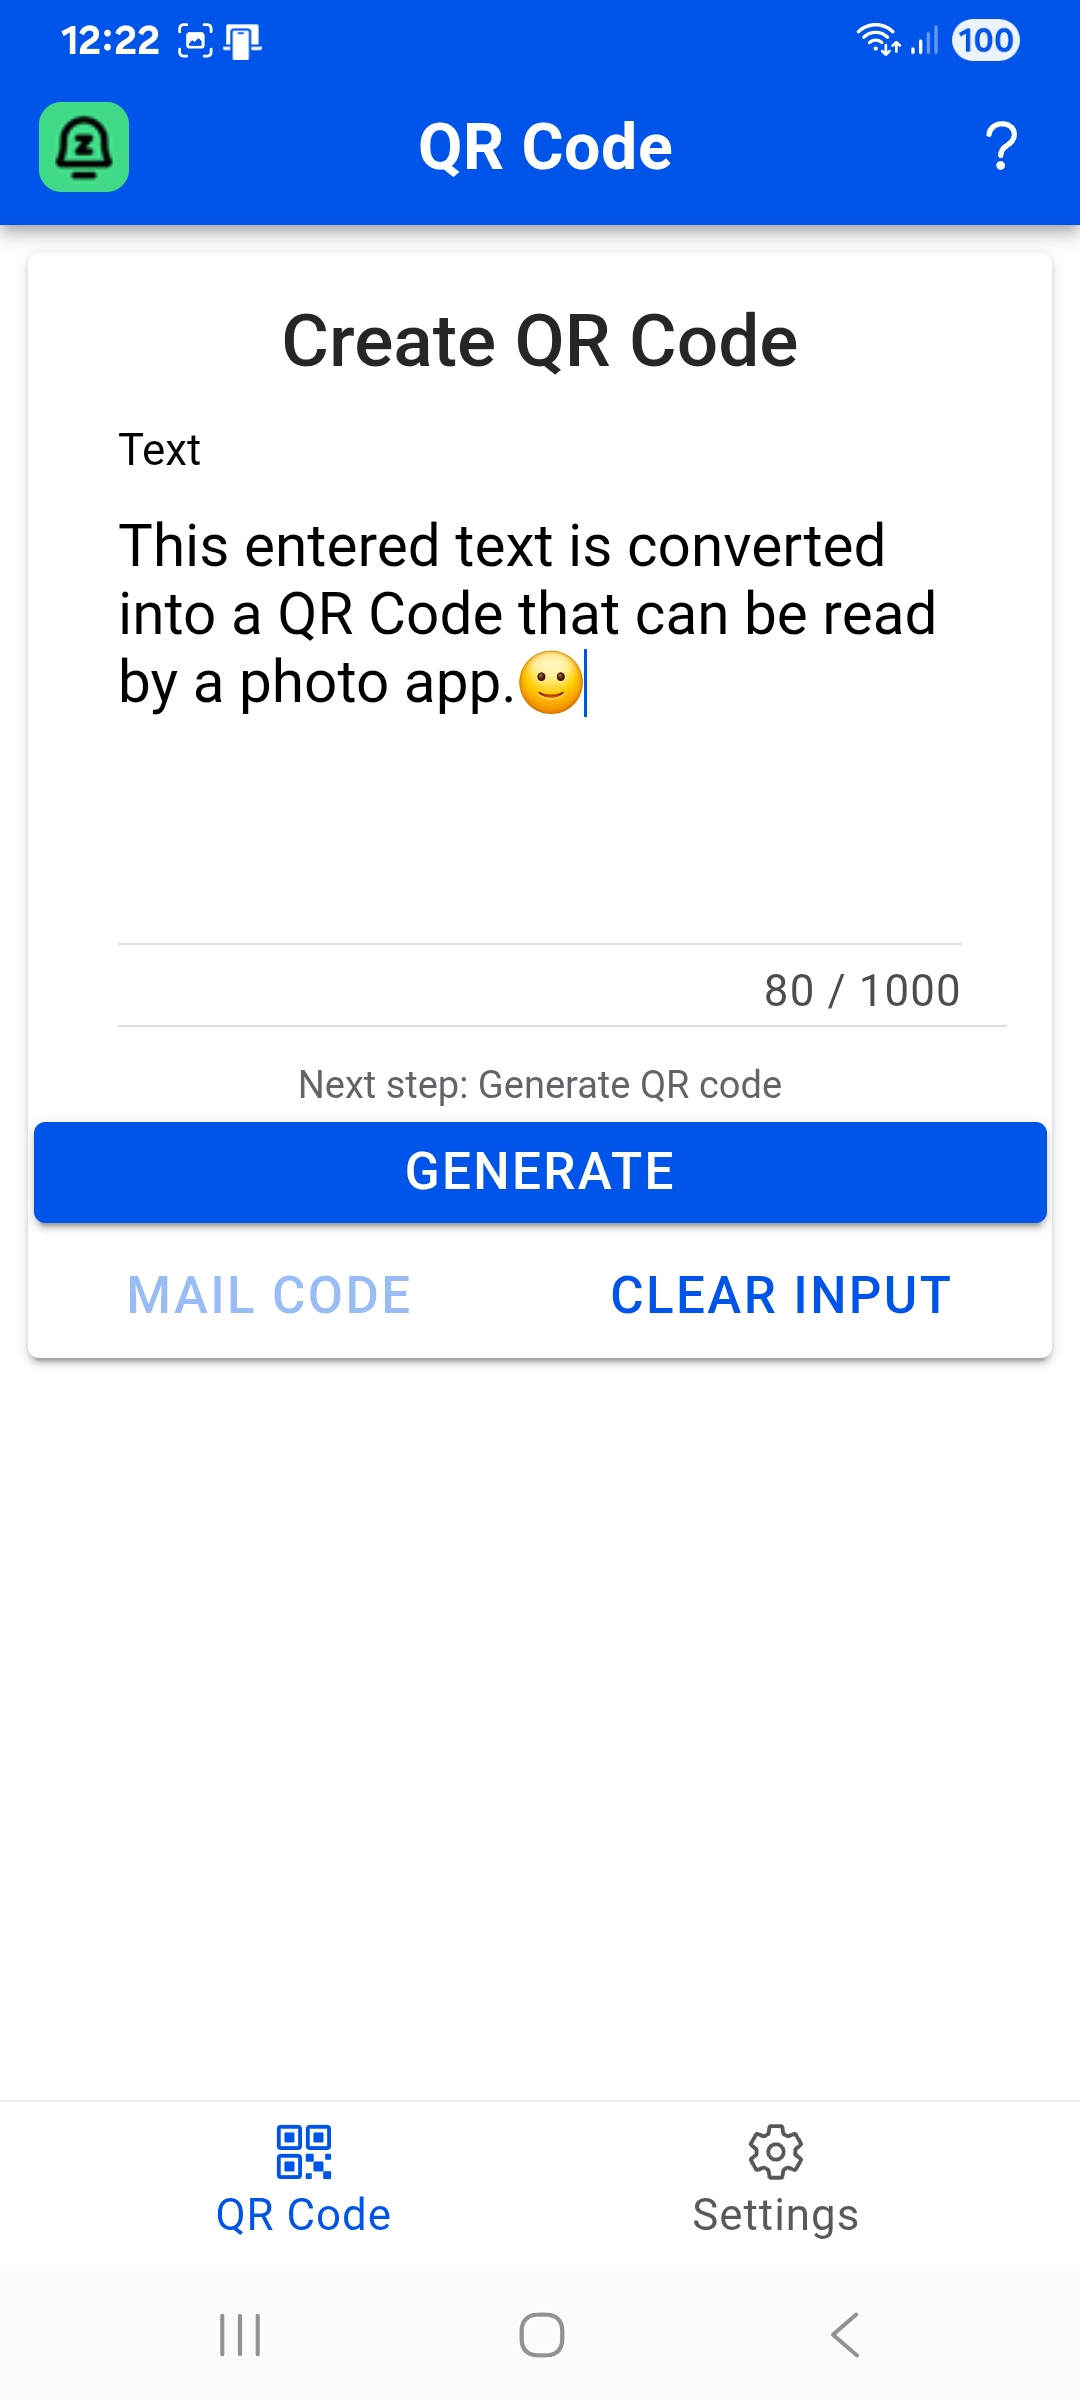 12:22
100
QR Code
?
Create QR Code
Text
This entered text is converted
into a QR Code that can be read
by a photo app.🙂
80 / 1000
Next step: Generate QR code
GENERATE
MAIL CODE
CLEAR INPUT
QR Code
Settings